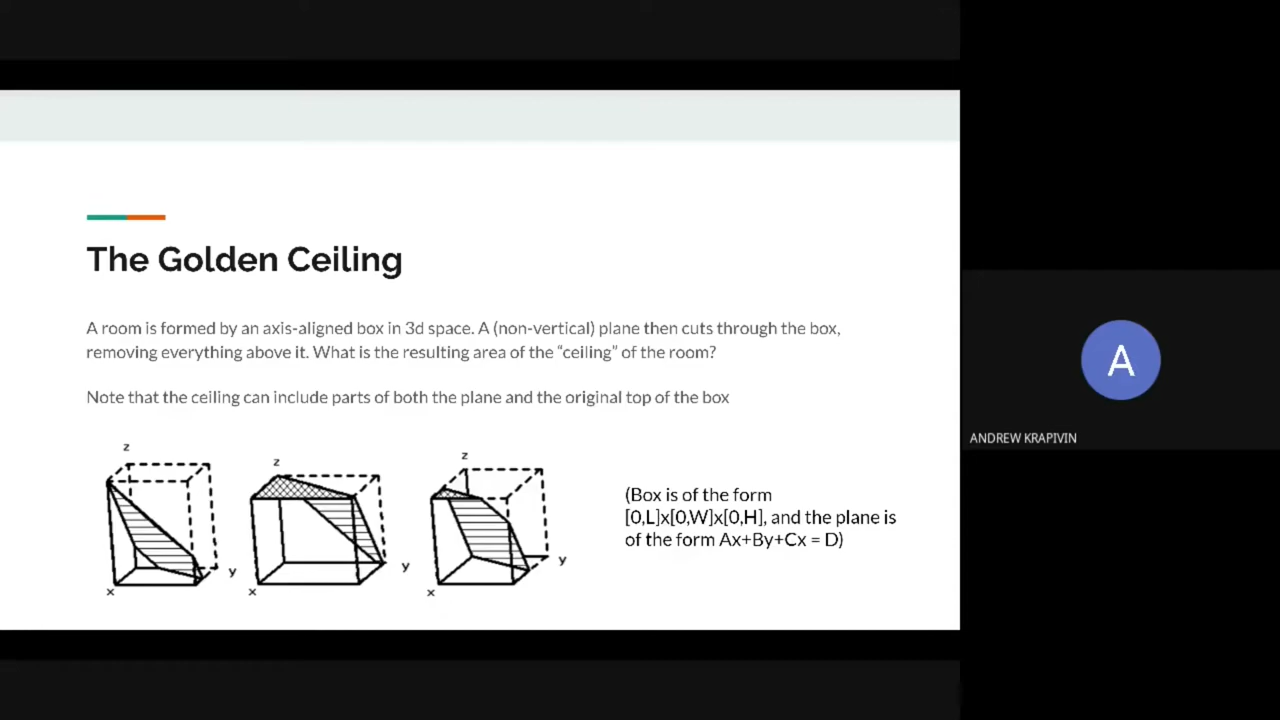 The Golden Ceiling
A room is formed by an axis-aligned box in 3d space. A (non-vertical) plane then cuts through the box,
removing everything above it. What is the resulting area of the “ceiling” of the room?
Note that the ceiling can include parts of both the plane and the original top of the box
z
y
x
z
y
x
z
y
x
(Box is of the form
[0,L]x[0,W]x[0,H], and the plane is
of the form Ax+By+Cx = D)
A
ANDREW KRAPIVIN